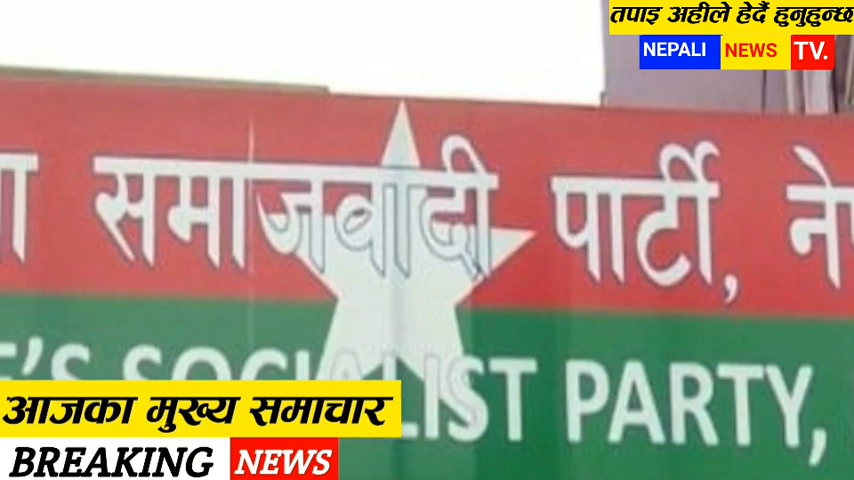 तपाइ अहीले हेर्दै हुनुहुन्छ
NEPALI NEWS TV.
समाजवादी पार्टी,
SOCIALIST PARTY,
आजका मुख्य समाचार
BREAKING NEWS